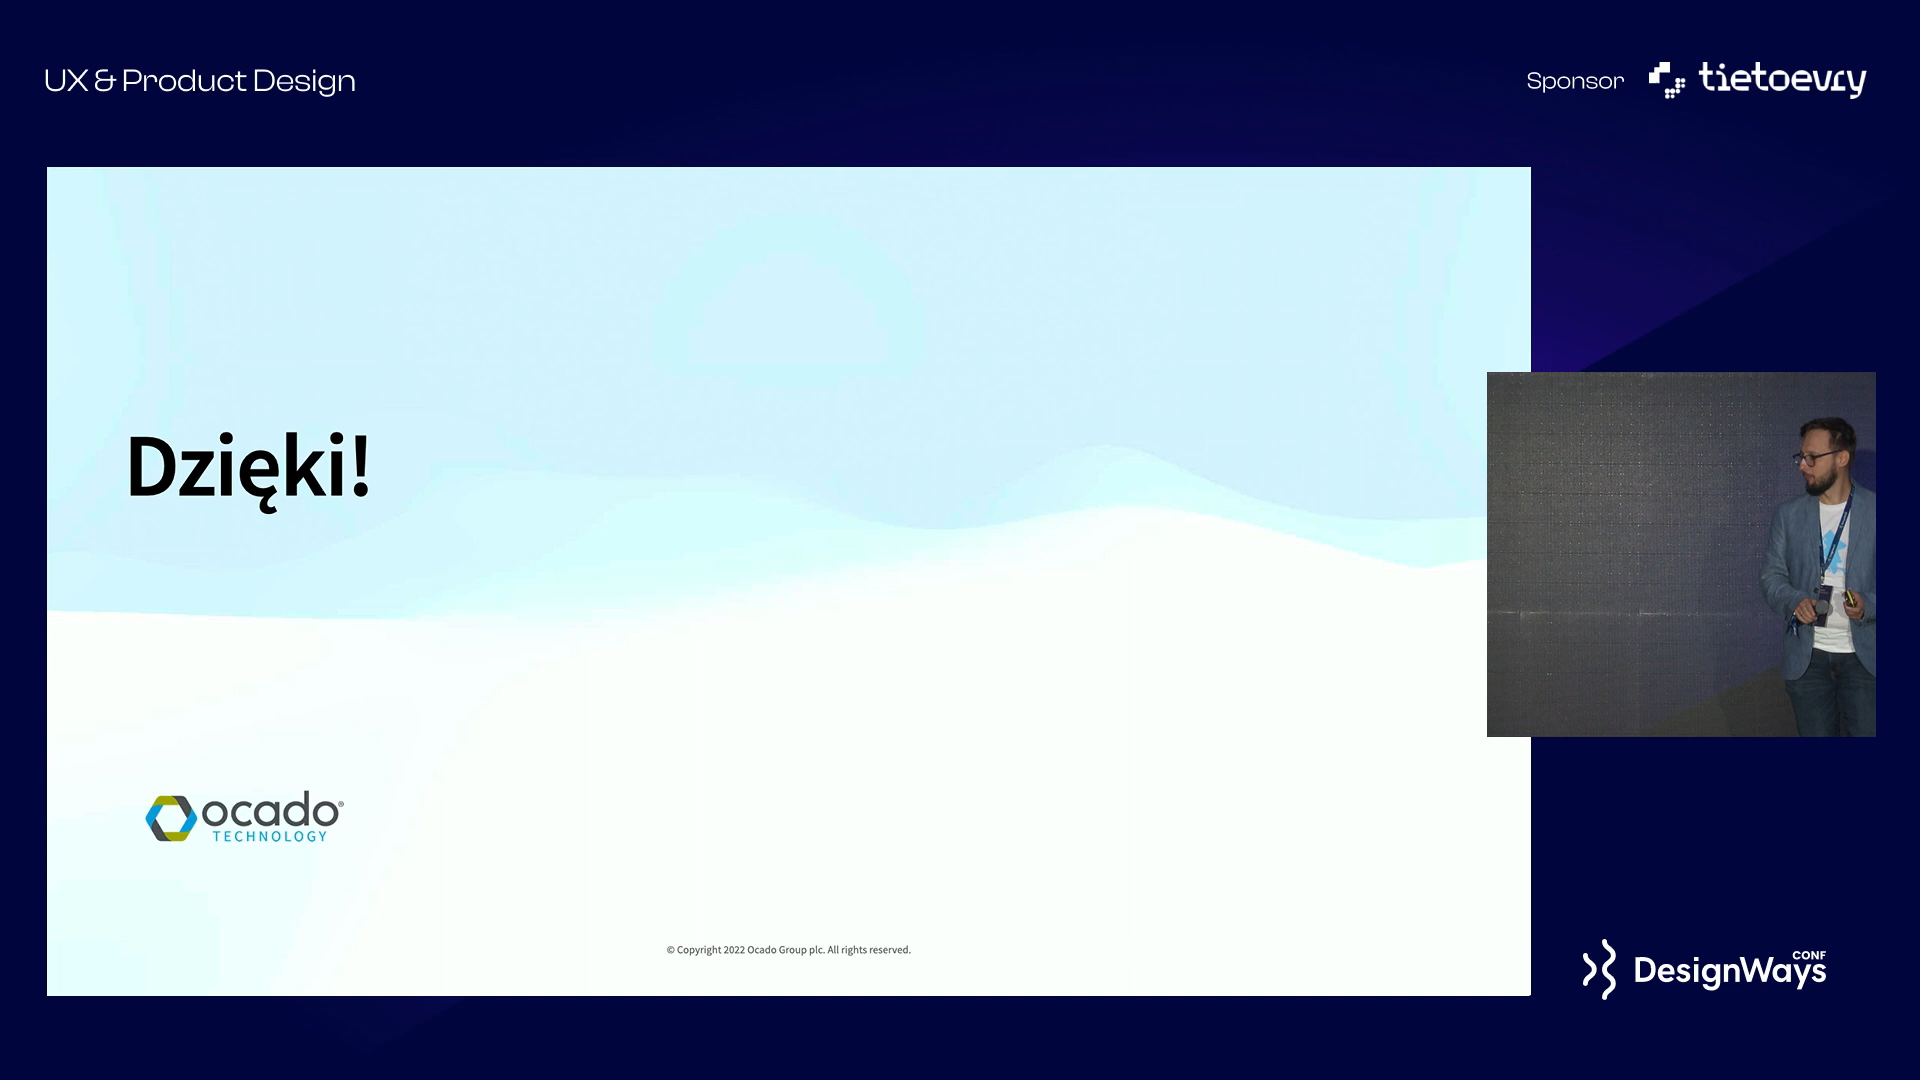 UX & Product Design
Sponsor tietoevry
Dzięki!
ocado®
TECHNOLOGY
© Copyright 2022 Ocado Group plc. All rights reserved.
DesignWays CONF